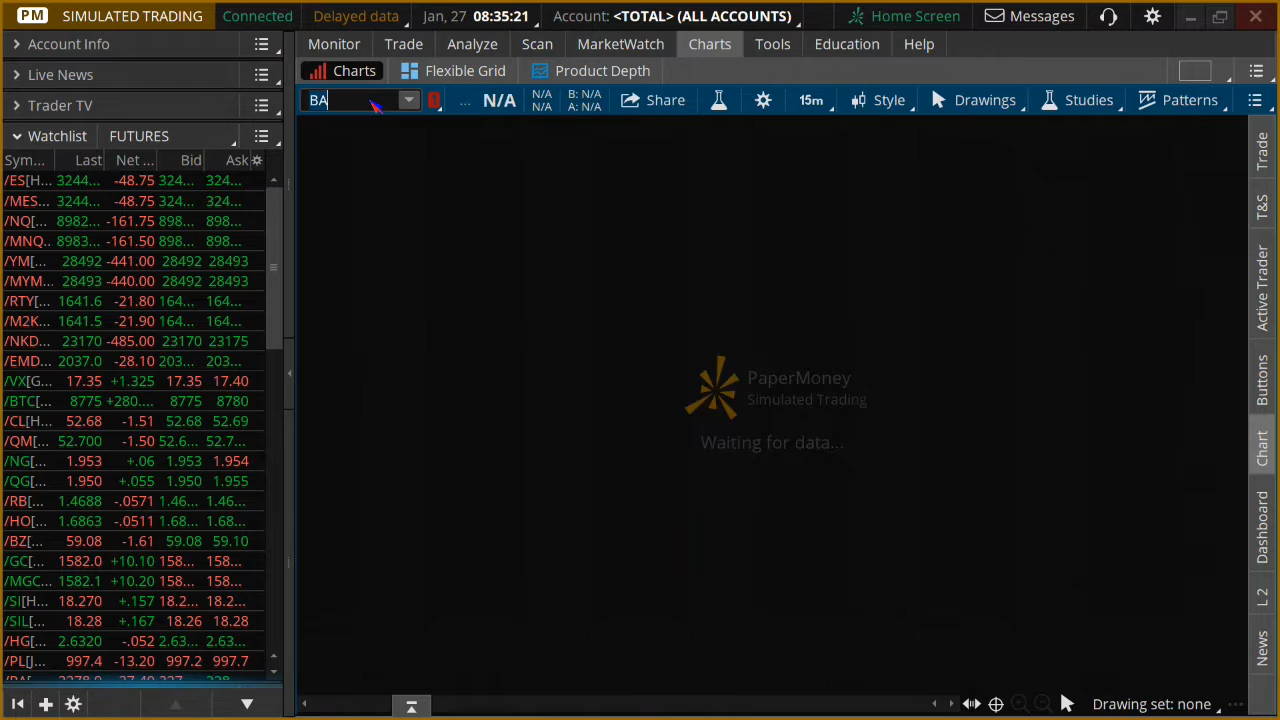 PM SIMULATED TRADING Connected Delayed data Jan, 27 08:35:21 Account: <TOTAL> (ALL ACCOUNTS) Home Screen Messages
Account Info
Live News
Trader TV
Watchlist FUTURES
Sym... Last Net ... Bid Ask
/ES[H... 3244... -48.75 324... 324...
/MES... 3244... -48.75 324... 324...
/NQ[... 8982... -161.75 898... 898...
/MNQ... 8983... -161.50 898... 898...
/YM[... 28492 -441.00 28492 28493
/MYM... 28493 -440.00 28492 28493
/RTY[... 1641.6 -21.80 164... 164...
/M2K... 1641.5 -21.90 164... 164...
/NKD... 23170 -485.00 23170 23175
/EMD... 2037.0 -28.10 203... 203...
/VX[G... 17.35 +1.325 17.35 17.40
/BTC... 8775 +280.... 8775 8780
/CL[H... 52.68 -1.51 52.68 52.69
/QM[... 52.700 -1.50 52.6... 52.7...
/NG[... 1.953 +.06 1.953 1.954
/QG[... 1.950 +.055 1.950 1.955
/RB[... 1.4688 -.0571 1.46... 1.46...
/HO[... 1.6863 -.0511 1.68... 1.68...
/BZ[... 59.08 -1.61 59.08 59.10
/GC[... 1582.0 +10.10 158... 158...
/MGC... 1582.1 +10.20 158... 158...
/SI[H... 18.270 +.157 18.2... 18.2...
/SIL[... 18.28 +.167 18.26 18.28
/HG[... 2.6320 -.052 2.63... 2.63...
/PL[J... 997.4 -13.20 997.2 997.7
Monitor Trade Analyze Scan MarketWatch Charts Tools Education Help
Charts Flexible Grid Product Depth
BA 1 ... N/A N/A B: N/A Share 15m Style Drawings Studies Patterns
N/A A: N/A
PaperMoney
Simulated Trading
Waiting for data...
Trade
T&S
Active Trader
Buttons
Chart
Dashboard
L 2
News
Drawing set: none